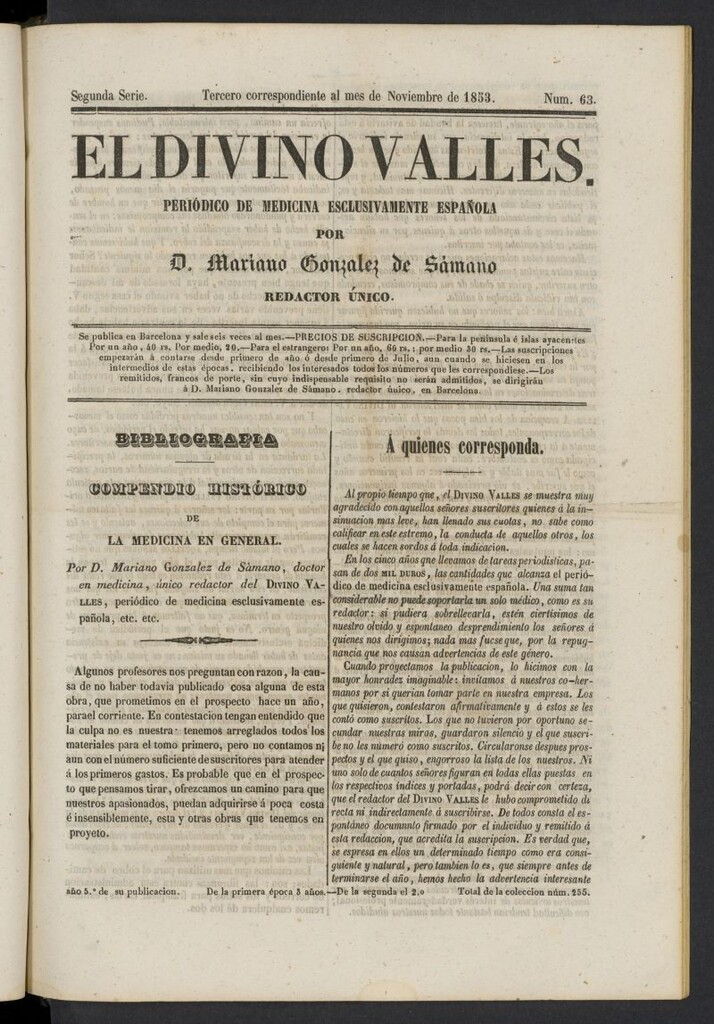 Segunda Serie. Tercero correspondiente al mes de Noviembre de 1853. Num. 63.
EL DIVINO VALLES.
PERIÓDICO DE MEDICINA ESCLUSIVAMENTE ESPAÑOLA
POR
D. Mariano Gonzalez de Sámano
REDACTOR ÚNICO.
Se publica en Barcelona y sale seis veces al mes.—PRECIOS DE SUSCRIPCION.—Para la península é islas ayacentes
Por un año, 40 rs. Por medio, 20.—Para el estrangero: Por un año, 60 rs.: por medio 30 rs.—Las suscripciones
empezarán à contarse desde primero de año ò desde primero de Julio, aun cuando se hiciesen en los
intermedios de estas épocas, recibiendo los interesados todos los números que les correspondiese.—Los
remitidos, francos de porte, sin cuyo indispensable requisito no serán admitidos, se dirigirán
á D. Mariano Gonzalez de Sámano, redactor único, en Barcelona.
BIBLIOGRAFIA
COMPENDIO HISTÓRICO
DE
LA MEDICINA EN GENERAL.
Por D. Mariano Gonzalez de Sàmano, doctor
en medicina, único redactor del DIVINO VA-
LLES, periódico de medicina esclusivamente es-
pañola, etc. etc.
Algunos profesores nos preguntan con razon, la cau-
sa de no haber todavia publicado cosa alguna de esta
obra, que prometimos en el prospecto hace un año,
para el corriente. En contestacion tengan entendido que
la culpa no es nuestra: tenemos arreglados todos los
materiales para el tomo primero, pero no contamos ni
aun con el número suficiente de suscritores para atender
á los primeros gastos. Es probable que en el prospec-
to que pensamos tirar, ofrezcamos un camino para que
nuestros apasionados, puedan adquirirse á poca costa
é insensiblemente, esta y otras obras que tenemos en
proyeto.
Á quienes corresponda.
Al propio tiempo que, el DIVINO VALLES se muestra muy
agradecido con aquellos señores suscritores quienes á la in-
sinuacion mas leve, han llenado sus cuotas, no sabe como
calificar en este estremo, la conducta de aquellos otros, los
cuales se hacen sordos á toda indicacion.
En los cinco años que llevamos de tareas periodisticas, pa-
san de dos MIL DUROS, las cantidades que alcanza el perió-
dico de medicina esclusivamente española. Una suma tan
considerable no puede soportarla un solo médico, como es su
redactor: si pudiera sobrellevarla, estén ciertísimos de
nuestro olvido y espontaneo desprendimiento los señores á
quienes nos dirigimos; nada mas fuese que, por la repug-
nancia que nos causan advertencias de este género.
Cuando proyectamos la publicacion, lo hicimos con la
mayor honradez imaginable: invitamos á nuestros co-her-
manos por si querian tomar parte en nuestra empresa. Los
que quisieron, contestaron afirmativamente y á estos se les
contó como suscritos. Los que no tuvieron por oportuno se-
cundar nuestras miras, guardaron silencio y el que suscri-
be no les número como suscritos. Circularonse despues pros-
pectos y el que quiso, engorroso la lista de los nuestros. Ni
uno solo de cuantos señores figuran en todas ellas puestas en
los respectivos índices y portadas, podrá decir con certeza,
que el redactor del DIVINO VALLES le hubo comprometido di
recta ni indirectamente á suscribirse. De todos consta el es-
pontáneo documnnto firmado por el individuo y remitido á
esta redaccion, que acredita la suscripcion. Es verdad que,
se espresa en ellos un determinado tiempo como era consi-
guiente y natural, pero tambien lo es, que siempre antes de
terminarse el año, hemos hecho la advertencia interesante
año 5.º de su publicacion. De la primera época 3 años.—De la segunda el 2.º Total de la coleccion núm. 255.